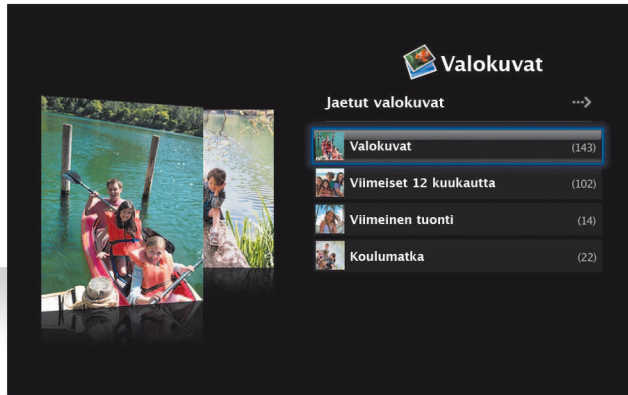 Valokuvat
Jaetut valokuvat
Valokuvat (143)
Viimeiset 12 kuukautta (102)
Viimeinen tuonti (14)
Koulumatka (22)